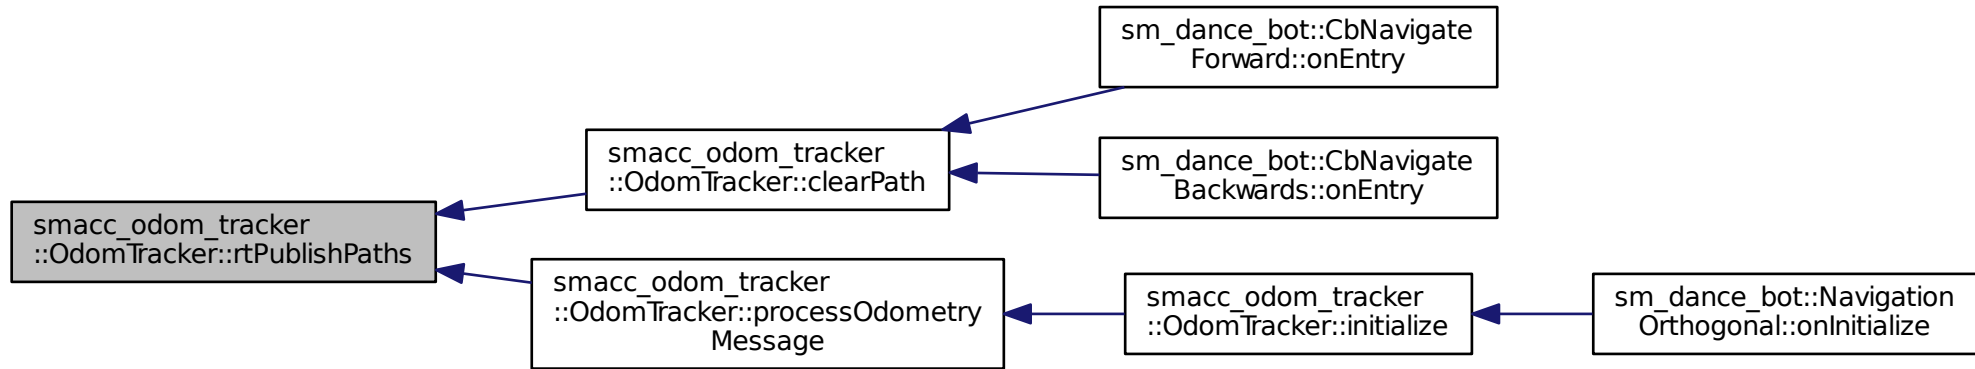 sm_dance_bot::CbNavigate
Forward::onEntry
smacc_odom_tracker
::OdomTracker::clearPath
sm_dance_bot::CbNavigate
Backwards::onEntry
smacc_odom_tracker
::OdomTracker::rtPublishPaths
smacc_odom_tracker
::OdomTracker::processOdometry
Message
smacc_odom_tracker
::OdomTracker::initialize
sm_dance_bot::Navigation
Orthogonal::onInitialize